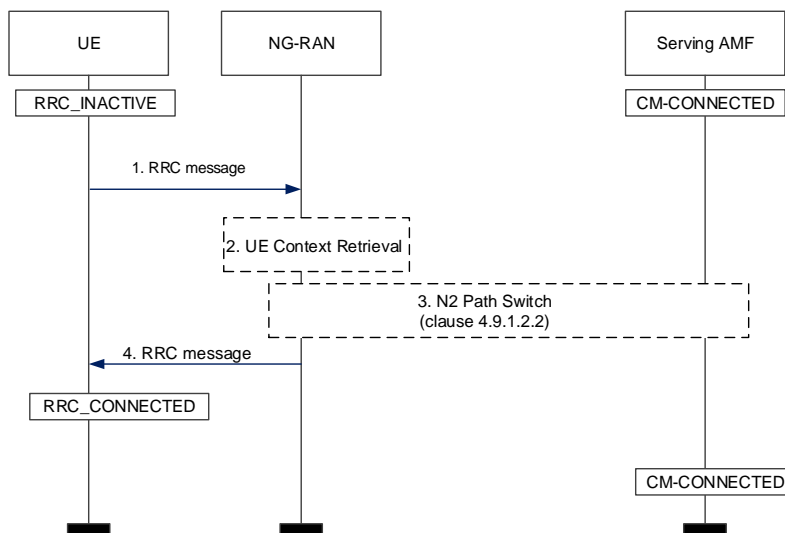 UE
NG-RAN
Serving AMF
RRC_INACTIVE
CM-CONNECTED
1. RRC message
2. UE Context Retrieval
3. N2 Path Switch
(clause 4.9.1.2.2)
4. RRC message
RRC_CONNECTED
CM-CONNECTED